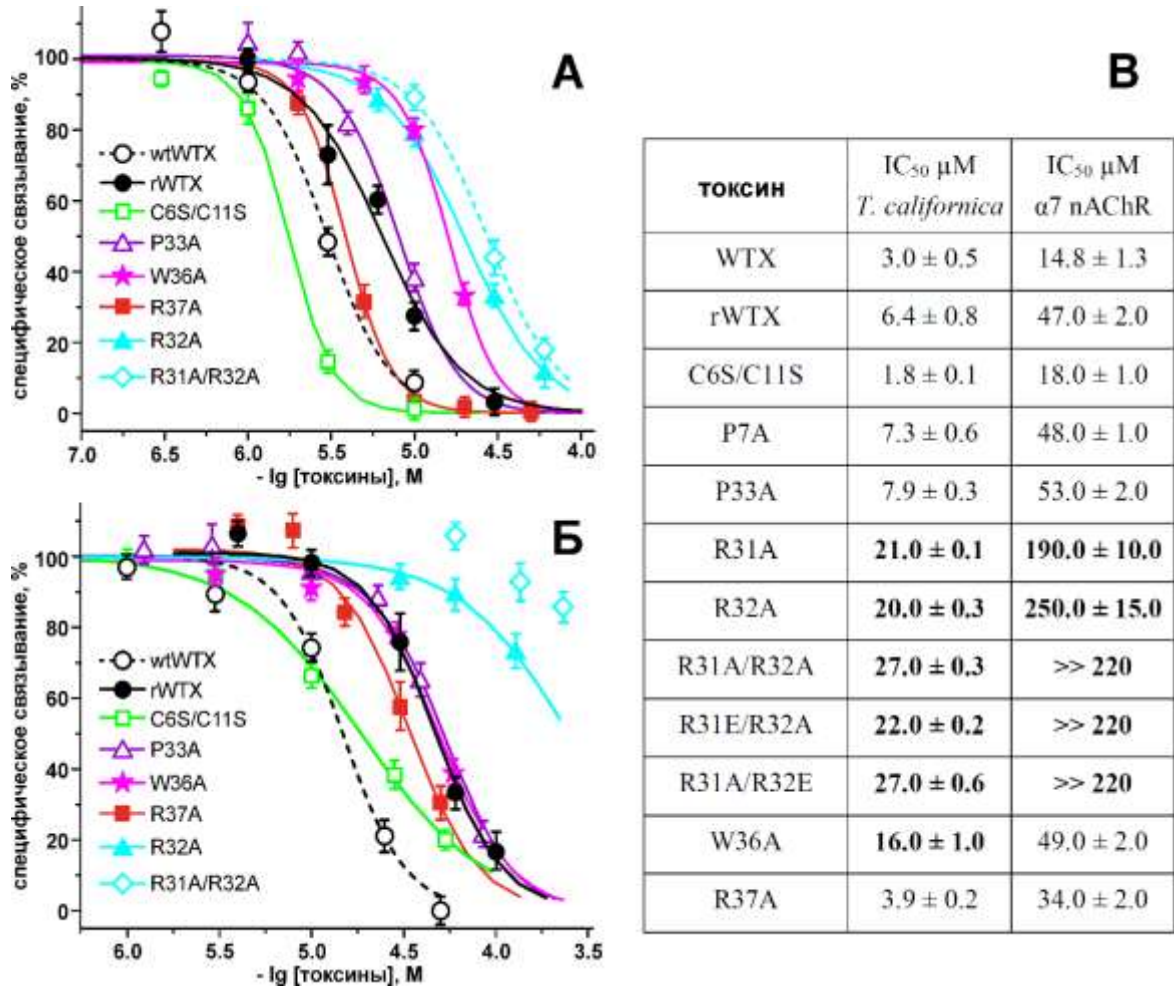 А
специфическое связывание, %
100
80
60
40
20
0
wtWTX
rWTX
C6S/C11S
P33A
W36A
R37A
R32A
R31A/R32A
7.0 6.5 6.0 5.5 5.0 4.5 4.0
- lg [токсины], М
Б
специфическое связывание, %
100
80
60
40
20
0
wtWTX
rWTX
C6S/C11S
P33A
W36A
R37A
R32A
R31A/R32A
6.0 5.5 5.0 4.5 4.0 3.5
- lg [токсины], М
В
токсин IC50 μM T. californica IC50 μM α7 nAChR
WTX 3.0 ± 0.5 14.8 ± 1.3
rWTX 6.4 ± 0.8 47.0 ± 2.0
C6S/C11S 1.8 ± 0.1 18.0 ± 1.0
P7A 7.3 ± 0.6 48.0 ± 1.0
P33A 7.9 ± 0.3 53.0 ± 2.0
R31A 21.0 ± 0.1 190.0 ± 10.0
R32A 20.0 ± 0.3 250.0 ± 15.0
R31A/R32A 27.0 ± 0.3 >> 220
R31E/R32A 22.0 ± 0.2 >> 220
R31A/R32E 27.0 ± 0.6 >> 220
W36A 16.0 ± 1.0 49.0 ± 2.0
R37A 3.9 ± 0.2 34.0 ± 2.0